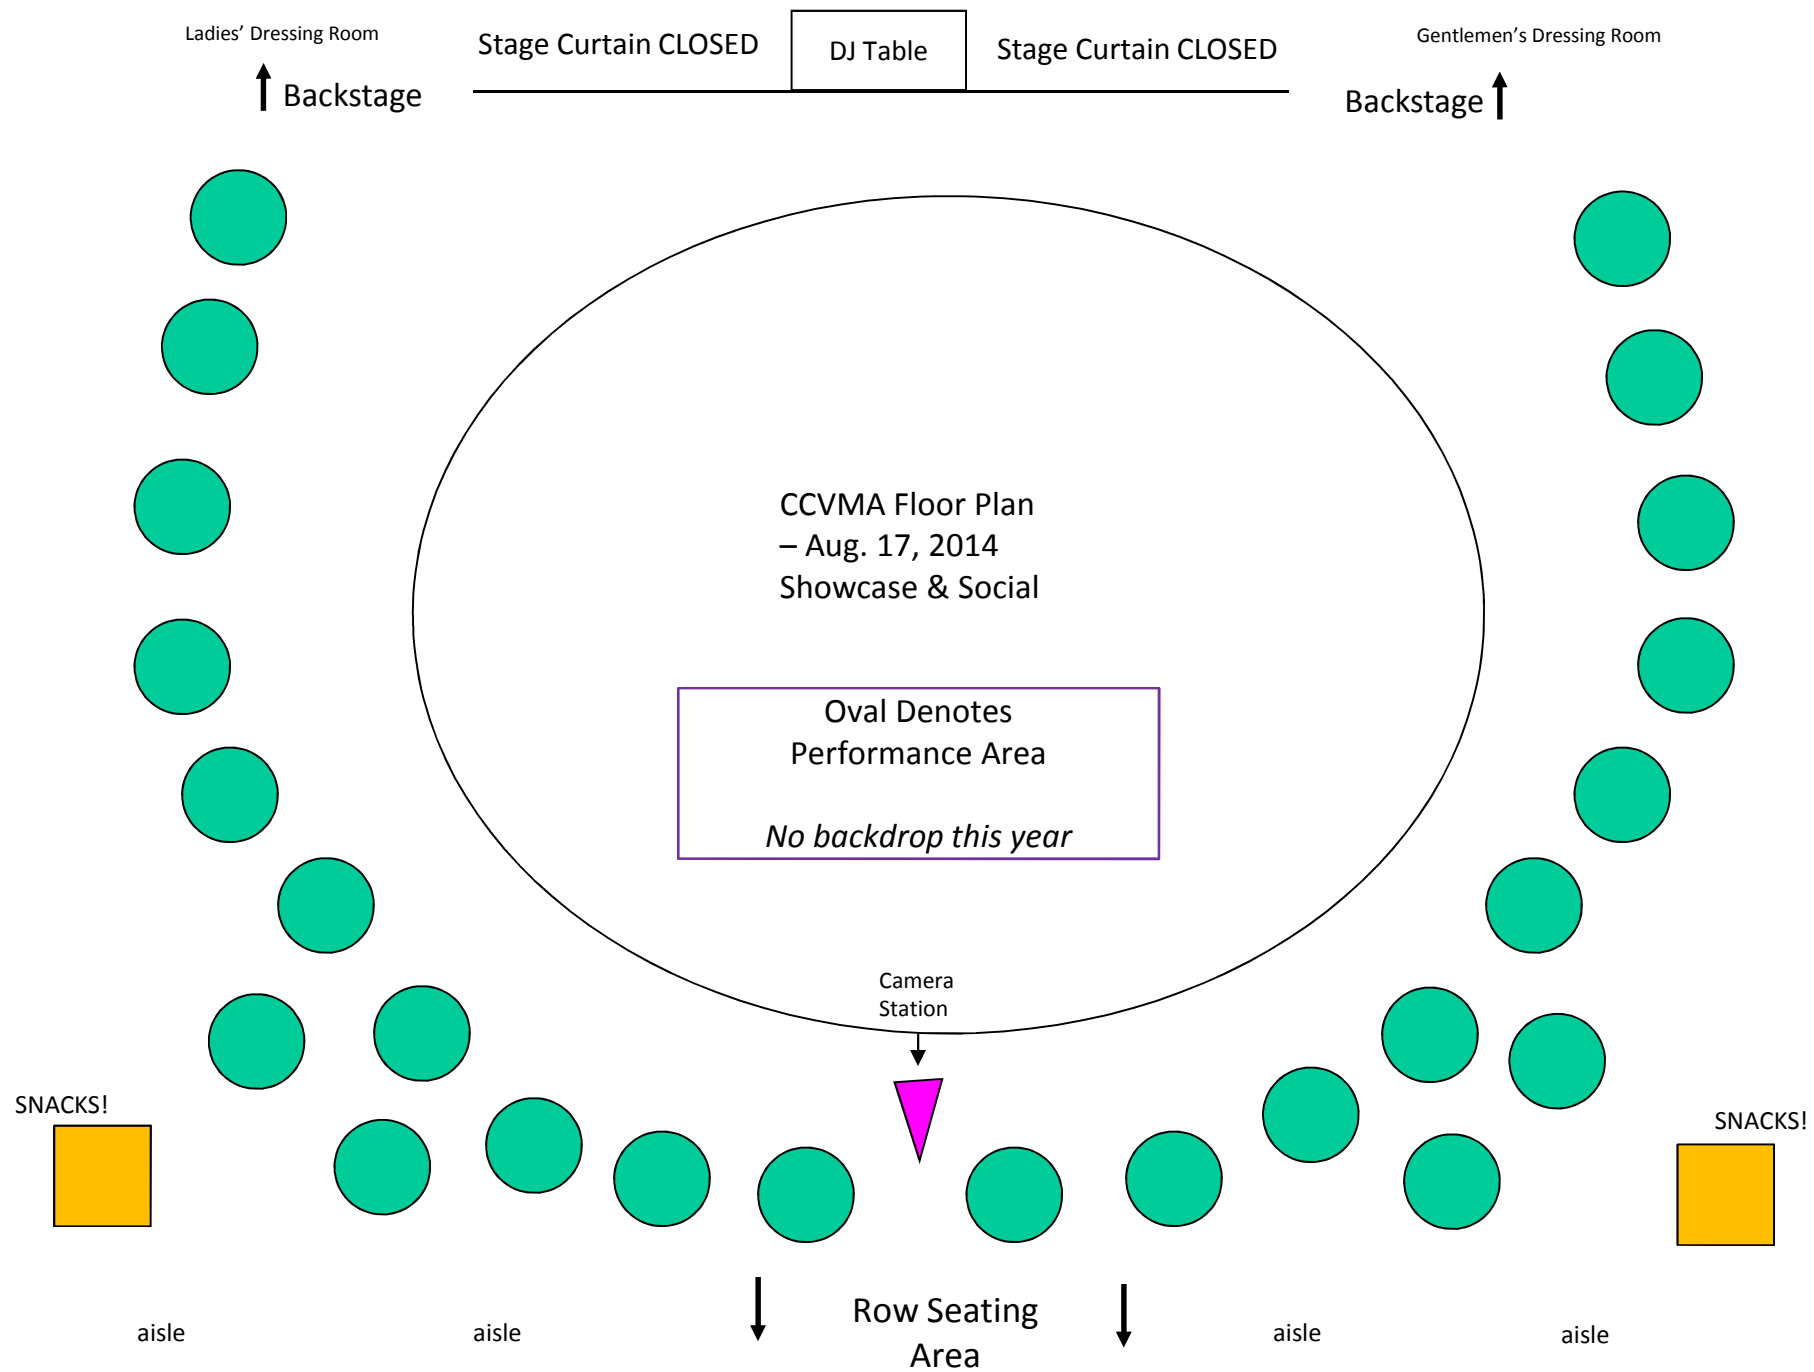 Ladies’ Dressing Room
Stage Curtain CLOSED
DJ Table
Stage Curtain CLOSED
Gentlemen’s Dressing Room
Backstage
Backstage
CCVMA Floor Plan
– Aug. 17, 2014
Showcase & Social
Oval Denotes
Performance Area
No backdrop this year
Camera
Station
SNACKS!
SNACKS!
aisle
aisle
Row Seating
Area
aisle
aisle